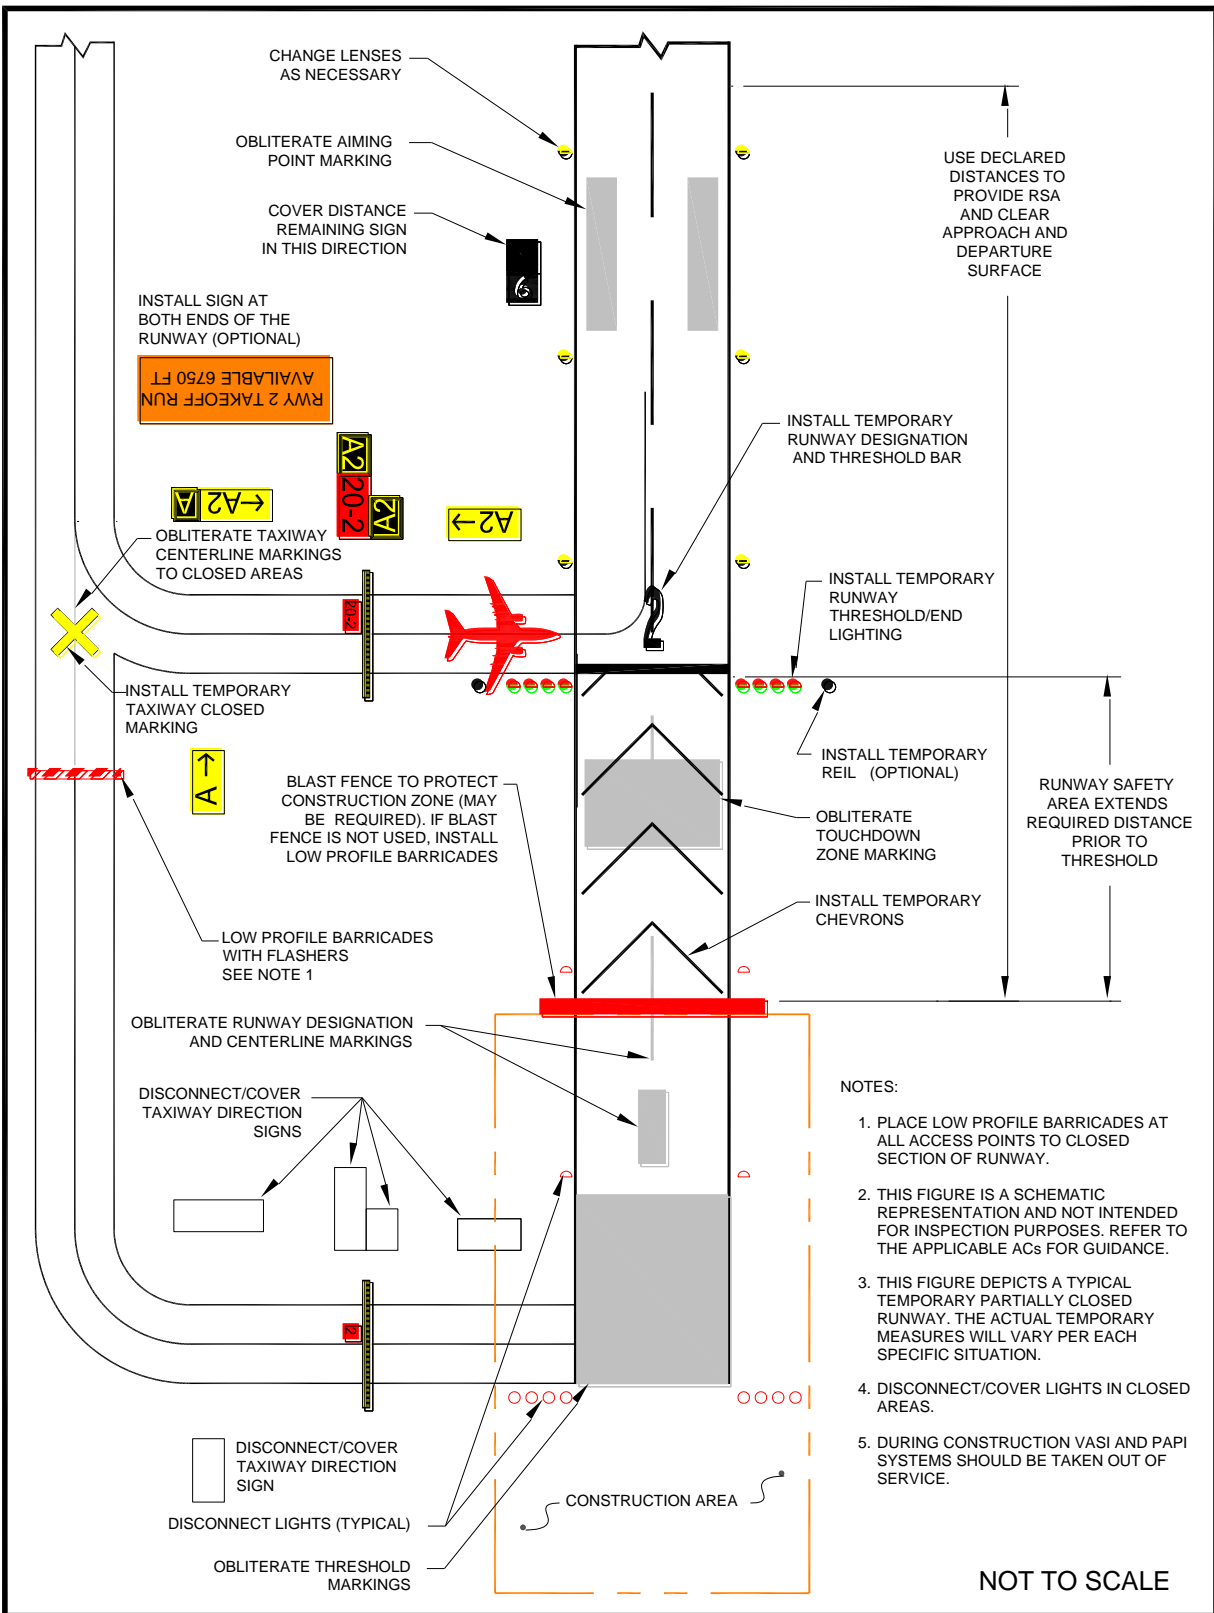 CHANGE LENSES
AS NECESSARY
OBLITERATE AIMING
POINT MARKING
COVER DISTANCE
REMAINING SIGN
IN THIS DIRECTION
6
INSTALL SIGN AT
BOTH ENDS OF THE
RUNWAY (OPTIONAL)
RWY 2 TAKEOFF RUN
AVAILABLE 6750 FT
USE DECLARED
DISTANCES TO
PROVIDE RSA
AND CLEAR
APPROACH AND
DEPARTURE
SURFACE
INSTALL TEMPORARY
RUNWAY DESIGNATION
AND THRESHOLD BAR
A2
20-2
A2
A
←A2
A2→
OBLITERATE TAXIWAY
CENTERLINE MARKINGS
TO CLOSED AREAS
20-2
2
INSTALL TEMPORARY
RUNWAY
THRESHOLD/END
LIGHTING
INSTALL TEMPORARY
TAXIWAY CLOSED
MARKING
A→
INSTALL TEMPORARY
REIL (OPTIONAL)
BLAST FENCE TO PROTECT
CONSTRUCTION ZONE (MAY
BE REQUIRED). IF BLAST
FENCE IS NOT USED, INSTALL
LOW PROFILE BARRICADES
OBLITERATE
TOUCHDOWN
ZONE MARKING
RUNWAY SAFETY
AREA EXTENDS
REQUIRED DISTANCE
PRIOR TO
THRESHOLD
INSTALL TEMPORARY
CHEVRONS
LOW PROFILE BARRICADES
WITH FLASHERS
SEE NOTE 1
OBLITERATE RUNWAY DESIGNATION
AND CENTERLINE MARKINGS
DISCONNECT/COVER
TAXIWAY DIRECTION
SIGNS
2
DISCONNECT/COVER
TAXIWAY DIRECTION
SIGN
DISCONNECT LIGHTS (TYPICAL)
OBLITERATE THRESHOLD
MARKINGS
CONSTRUCTION AREA
NOTES:
1. PLACE LOW PROFILE BARRICADES AT
ALL ACCESS POINTS TO CLOSED
SECTION OF RUNWAY.
2. THIS FIGURE IS A SCHEMATIC
REPRESENTATION AND NOT INTENDED
FOR INSPECTION PURPOSES. REFER TO
THE APPLICABLE ACs FOR GUIDANCE.
3. THIS FIGURE DEPICTS A TYPICAL
TEMPORARY PARTIALLY CLOSED
RUNWAY. THE ACTUAL TEMPORARY
MEASURES WILL VARY PER EACH
SPECIFIC SITUATION.
4. DISCONNECT/COVER LIGHTS IN CLOSED
AREAS.
5. DURING CONSTRUCTION VASI AND PAPI
SYSTEMS SHOULD BE TAKEN OUT OF
SERVICE.
NOT TO SCALE